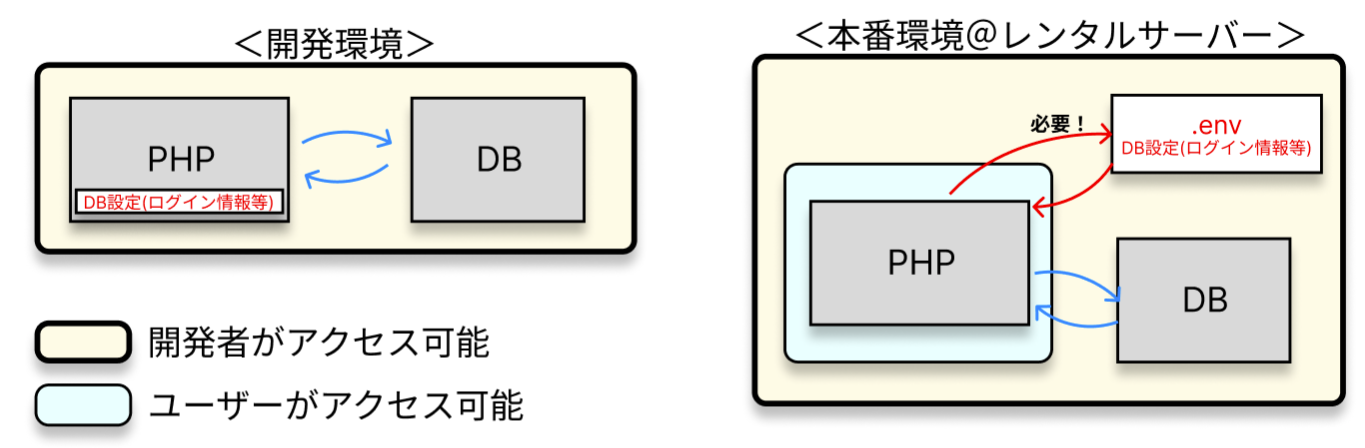 ＜開発環境＞
PHP
DB設定(ログイン情報等)
DB
開発者がアクセス可能
ユーザーがアクセス可能
＜本番環境@レンタルサーバー＞
必要！
.env
DB設定(ログイン情報等)
PHP
DB